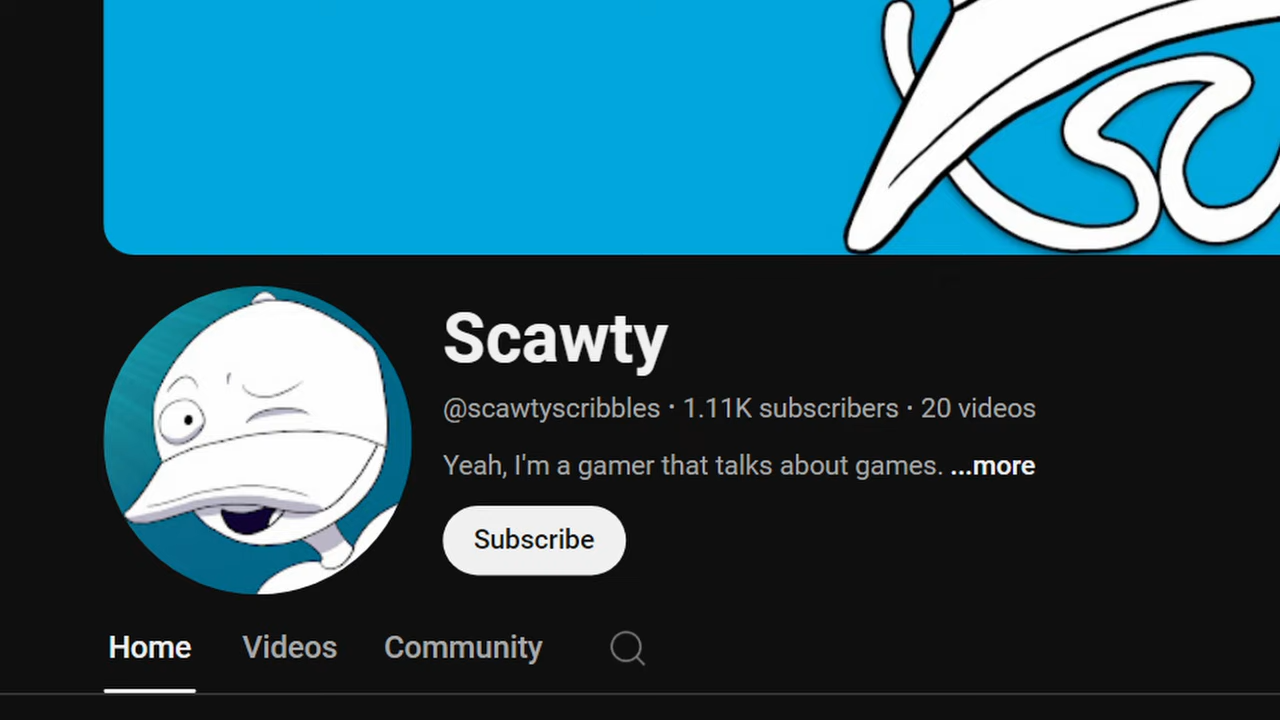 Scawty
@scawtyscribbles · 1.11K subscribers · 20 videos
Yeah, I'm a gamer that talks about games. ...more
Subscribe
Home Videos Community